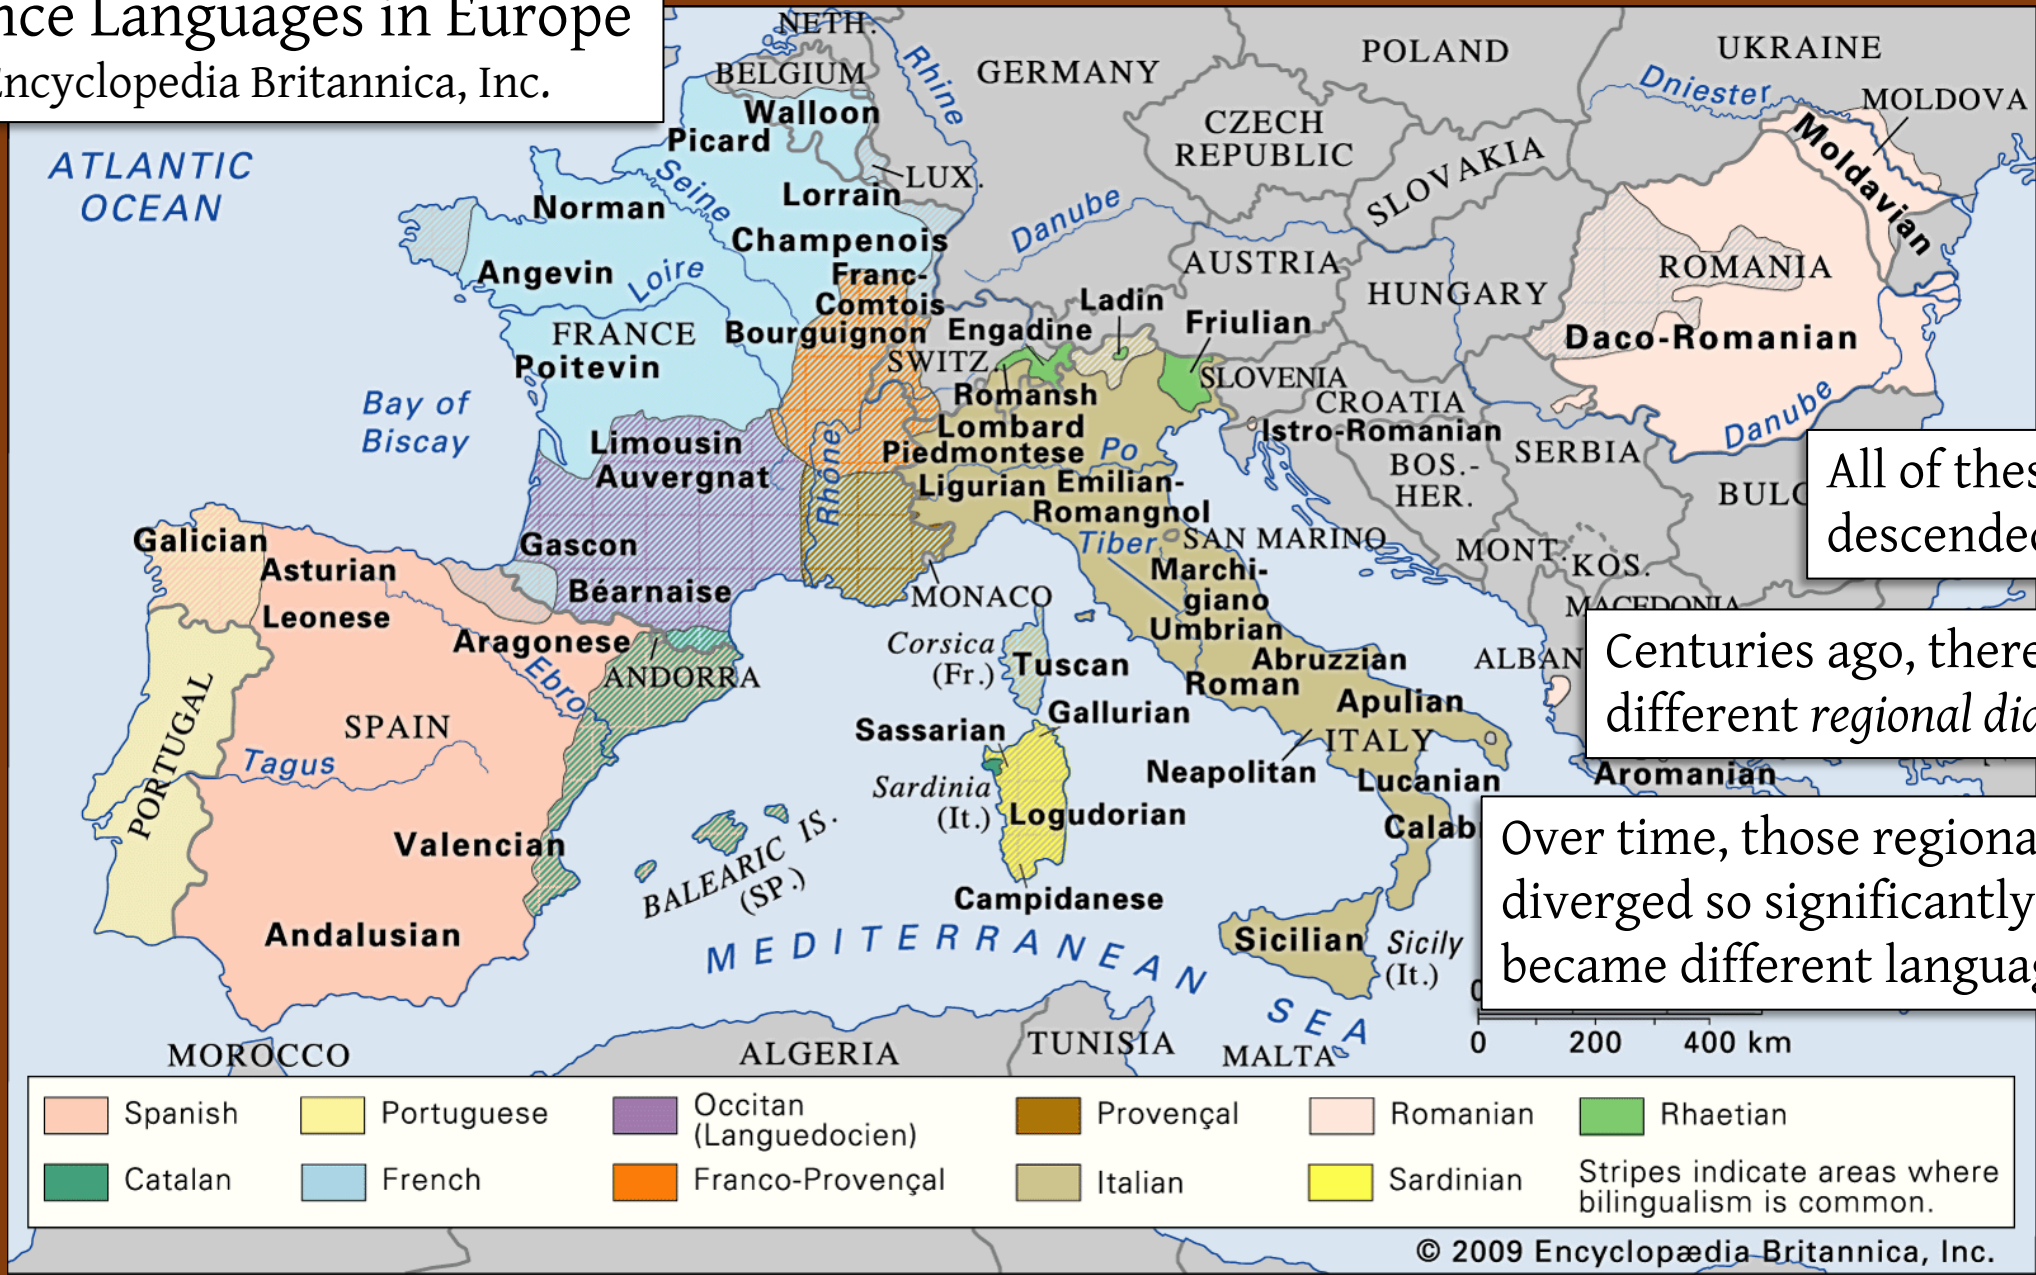 nce Languages in Europe
Encyclopedia Britannica, Inc.
NETH.
BELGIUM
Rhine
GERMANY
POLAND
UKRAINE
Dniester
MOLDOVA
Walloon
Picard
CZECH
REPUBLIC
SLOVAKIA
Moldavian
ATLANTIC
OCEAN
Seine
LUX.
Lorrain
Norman
Danube
Champenois
Angevin
Loire
Franc-
Comtois
AUSTRIA
ROMANIA
HUNGARY
Ladin
FRANCE
Bourguignon
Engadine
Friulian
Daco-Romanian
SWITZ.
Poitevin
SLOVENIA
Romansh
CROATIA
Bay of
Biscay
Danube
Lombard
Istro-Romanian
Limousin
Piedmontese
Po
SERBIA
Auvergnat
BOS.-
HER.
Rhône
Ligurian
Emilian-
Romangnol
BULG
All of thes
descended
Galician
Gascon
Tiber
SAN MARINO
MONT.
KOS.
Asturian
Béarnaise
MONACO
Marchi-
giano
MACEDONIA
Leonese
Aragonese
Umbrian
Corsica
(Fr.)
Tuscan
Abruzzian
ALBAN
Centuries ago, there
different regional dia
Ebro
ANDORRA
Roman
Apulian
PORTUGAL
SPAIN
Gallurian
Sassarian
ITALY
Tagus
Neapolitan
Lucanian
Aromanian
Sardinia
(It.)
Logudorian
Calab
Valencian
BALEARIC IS.
(SP.)
Over time, those regiona
diverged so significantly
became different languag
Campidanese
Andalusian
MEDITERRANEAN SEA
Sicilian
Sicily
(It.)
0
MOROCCO
ALGERIA
TUNISIA
MALTA
0 200 400 km
Spanish
Portuguese
Occitan
(Languedocien)
Provençal
Romanian
Rhaetian
Catalan
French
Franco-Provençal
Italian
Sardinian
Stripes indicate areas where
bilingualism is common.
© 2009 Encyclopædia Britannica, Inc.